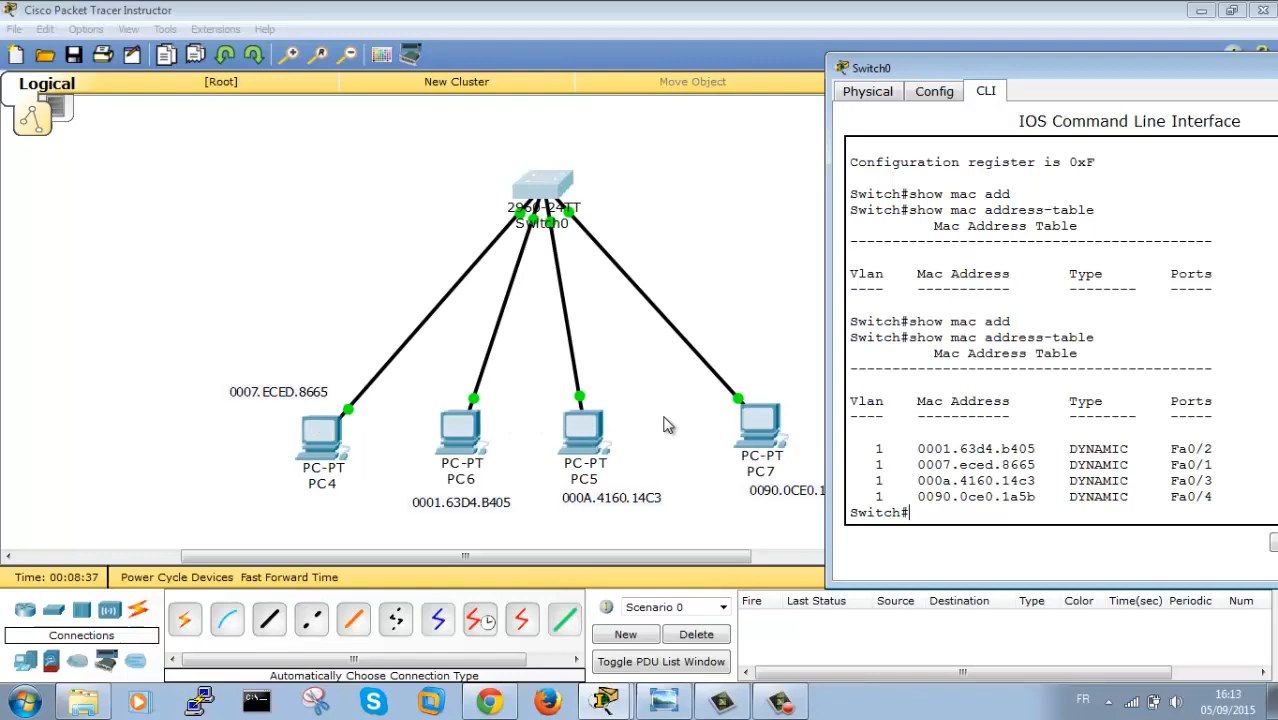 Cisco Packet Tracer Instructor
File Edit Options View Tools Extensions Help
Logical
[Root]
New Cluster
Move Object
2960-24TT
Switch0
0007.ECED.8665
PC-PT
PC4
PC-PT
PC6
0001.63D4.B405
PC-PT
PC5
000A.4160.14C3
PC-PT
PC7
0090.0CE0.1
Switch0
Physical Config CLI
IOS Command Line Interface
Configuration register is 0xF
Switch#show mac add
Switch#show mac address-table
Mac Address Table
-------------------------------------------
Vlan Mac Address Type Ports
---- ----------- -------- -----
Switch#show mac add
Switch#show mac address-table
Mac Address Table
-------------------------------------------
Vlan Mac Address Type Ports
---- ----------- -------- -----
1 0001.63d4.b405 DYNAMIC Fa0/2
1 0007.eced.8665 DYNAMIC Fa0/1
1 000a.4160.14c3 DYNAMIC Fa0/3
1 0090.0ce0.1a5b DYNAMIC Fa0/4
Switch#
Time: 00:08:37 Power Cycle Devices Fast Forward Time
Connections
Automatically Choose Connection Type
Scenario 0
New Delete
Toggle PDU List Window
Fire Last Status Source Destination Type Color Time(sec) Periodic Num
FR
16:13
05/09/2015